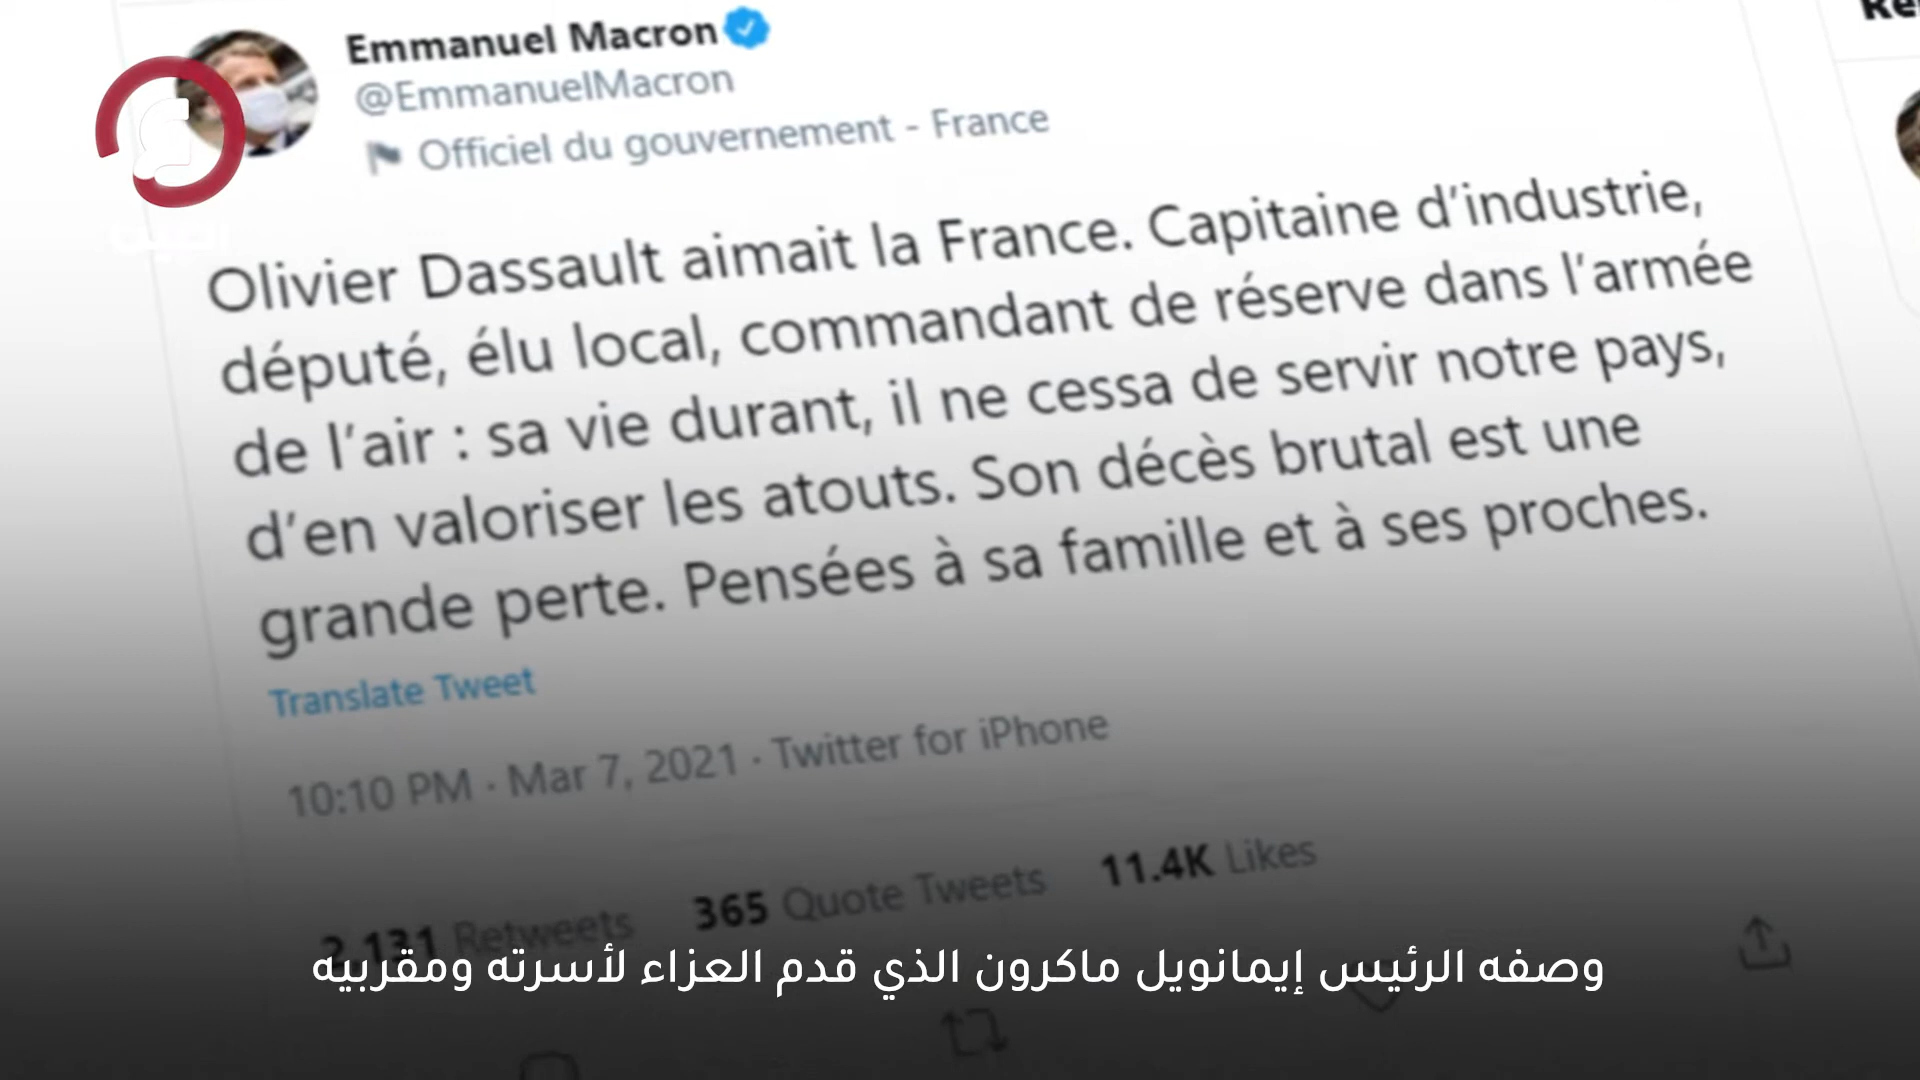 Emmanuel Macron
@EmmanuelMacron
Officiel du gouvernement - France
Olivier Dassault aimait la France. Capitaine d'industrie,
député, élu local, commandant de réserve dans l'armée
de l'air : sa vie durant, il ne cessa de servir notre pays,
d'en valoriser les atouts. Son décès brutal est une
grande perte. Pensées à sa famille et à ses proches.
Translate Tweet
10:10 PM · Mar 7, 2021 · Twitter for iPhone
2,131 Retweets 365 Quote Tweets 11.4K Likes
وصفه الرئيس إيمانويل ماكرون الذي قدم العزاء لأسرته ومقربيه